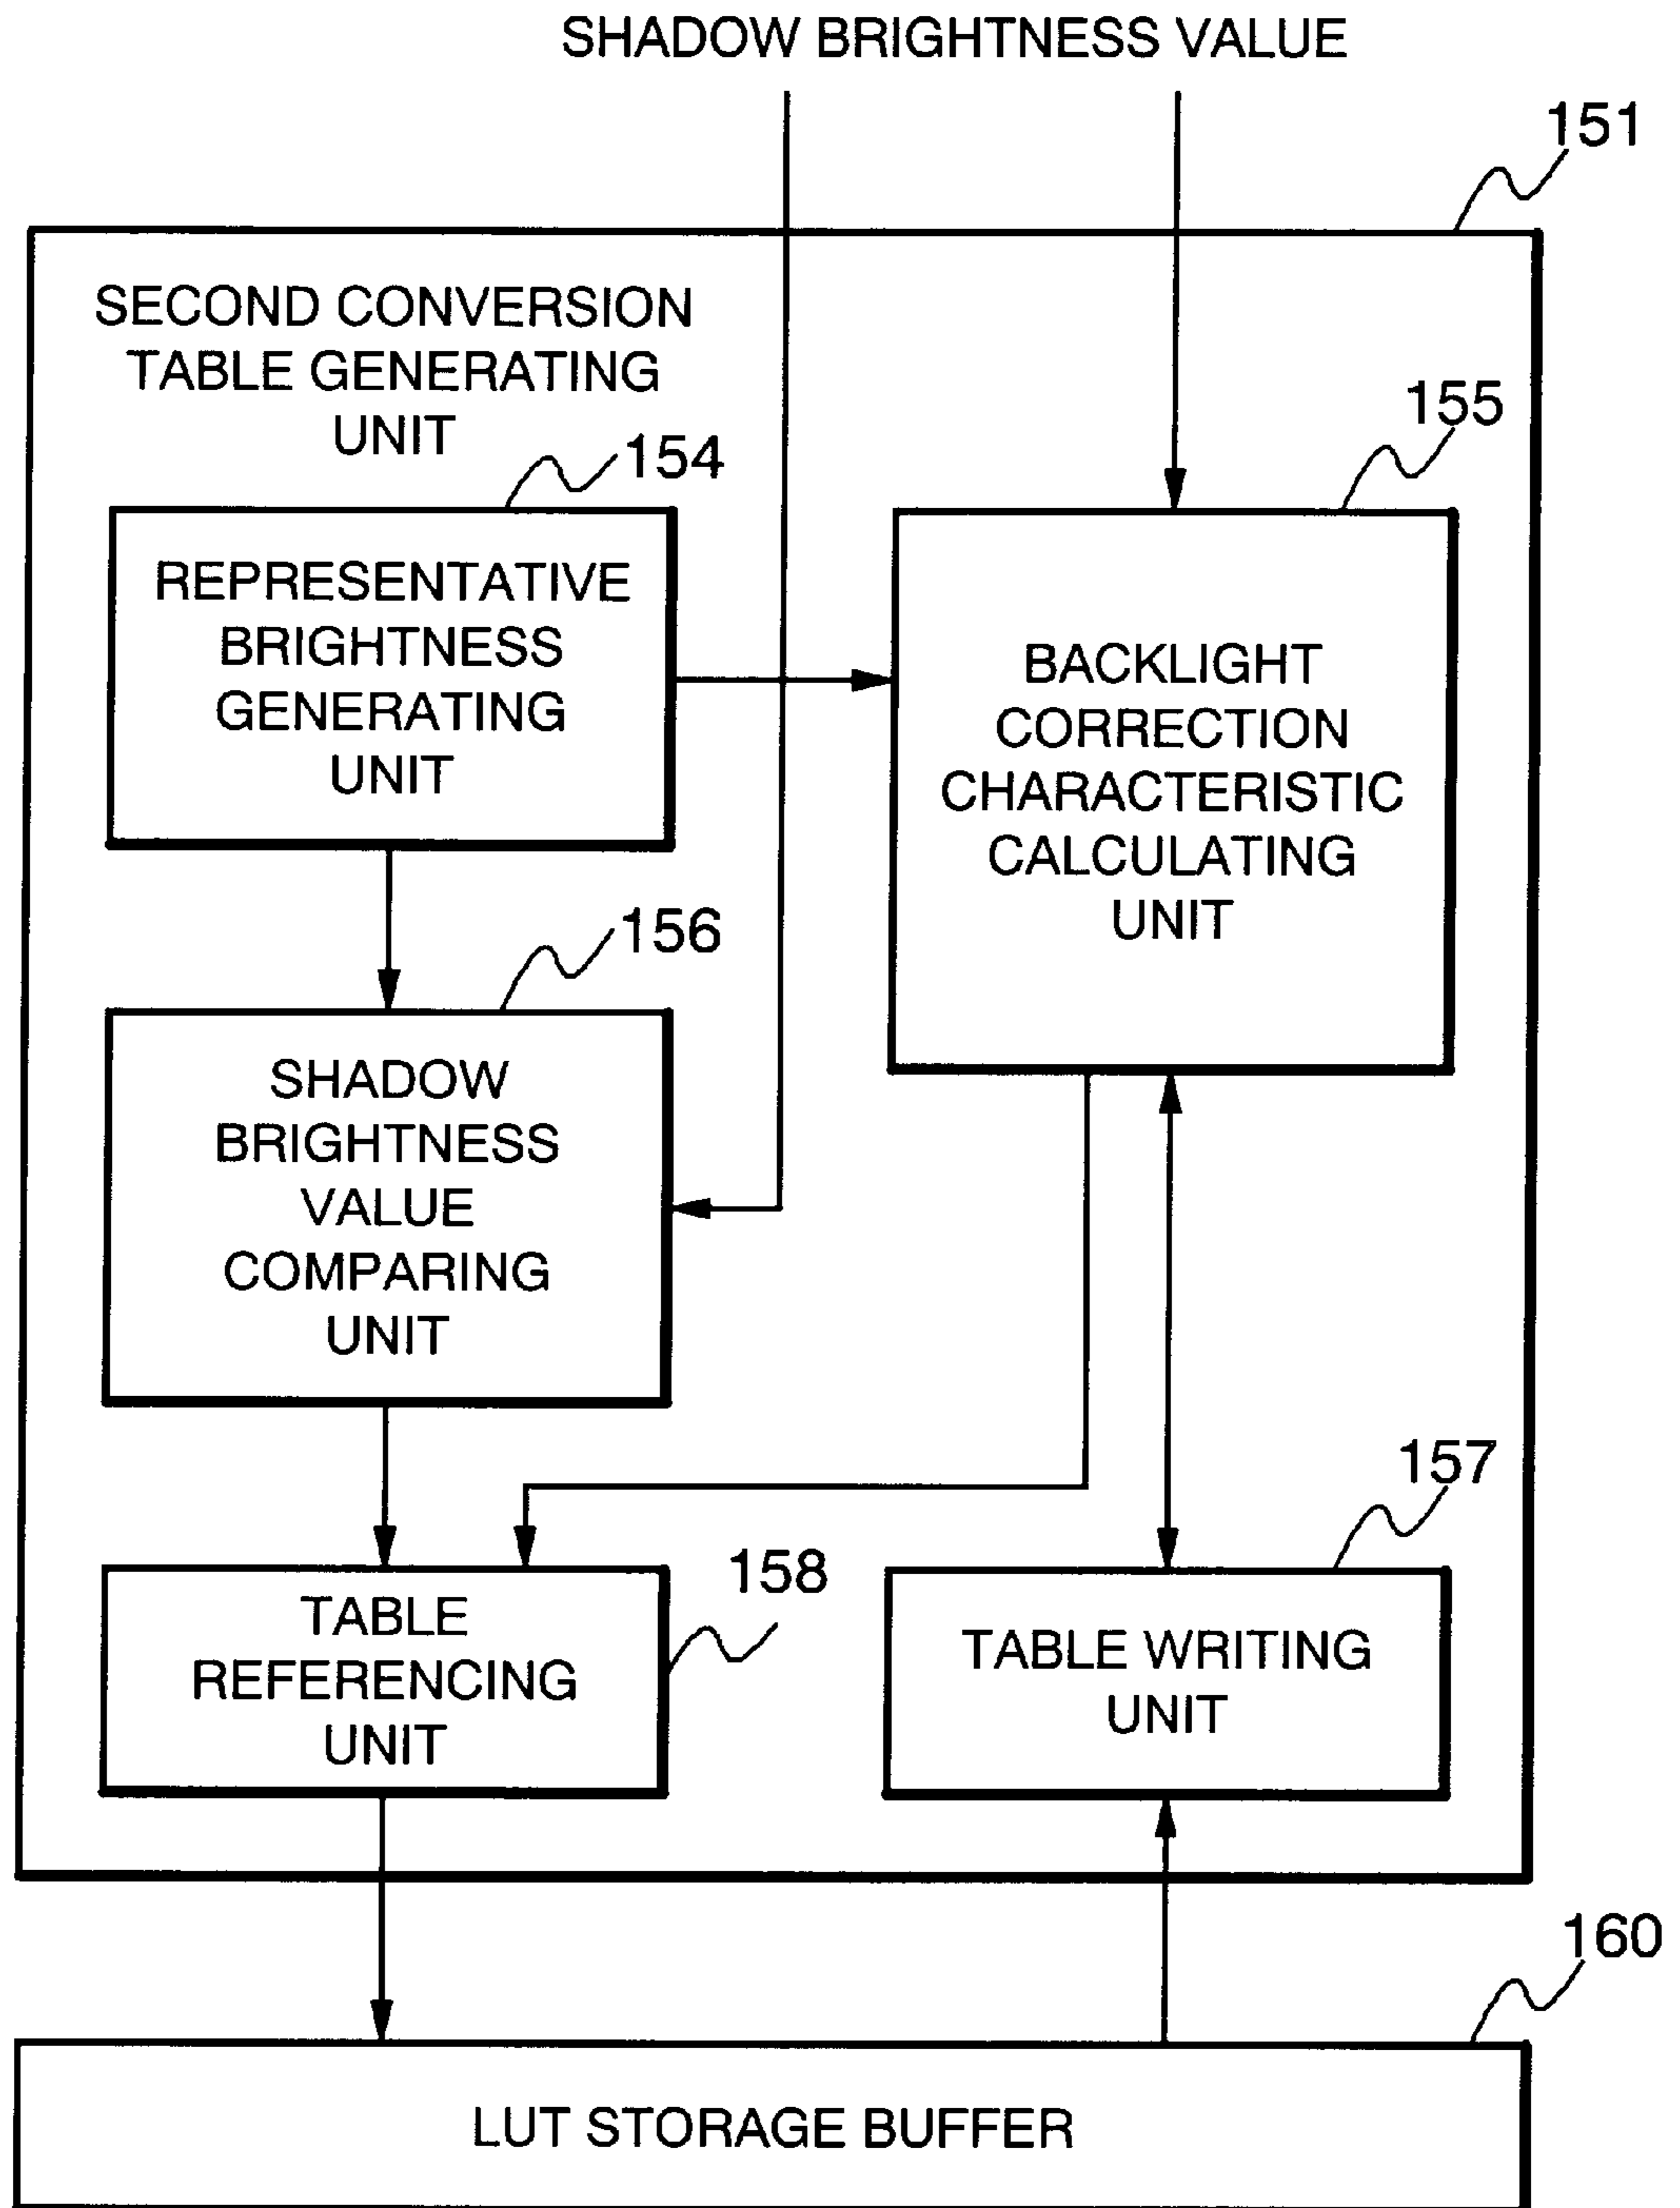 SHADOW BRIGHTNESS VALUE
151
SECOND CONVERSION
TABLE GENERATING
UNIT
154
REPRESENTATIVE
BRIGHTNESS
GENERATING
UNIT
155
BACKLIGHT
CORRECTION
CHARACTERISTIC
CALCULATING
UNIT
156
SHADOW
BRIGHTNESS
VALUE
COMPARING
UNIT
158
TABLE
REFERENCING
UNIT
157
TABLE WRITING
UNIT
160
LUT STORAGE BUFFER